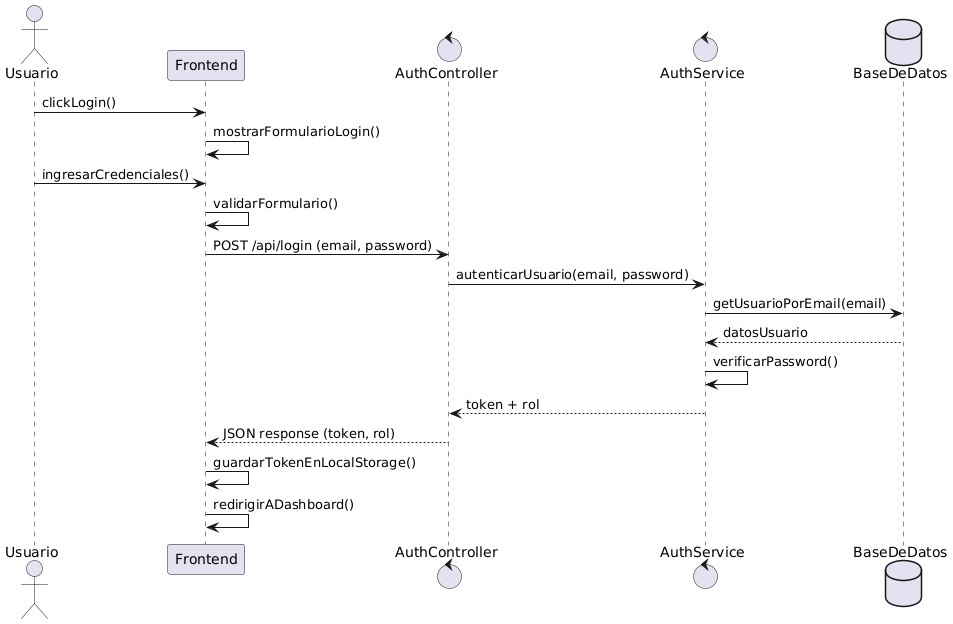 Usuario
Frontend
AuthController
AuthService
BaseDeDatos
clickLogin()
mostrarFormularioLogin()
ingresarCredenciales()
validarFormulario()
POST /api/login (email, password)
autenticarUsuario(email, password)
getUsuarioPorEmail(email)
datosUsuario
verificarPassword()
token + rol
JSON response (token, rol)
guardarTokenEnLocalStorage()
redirigirADashboard()
Usuario
Frontend
AuthController
AuthService
BaseDeDatos